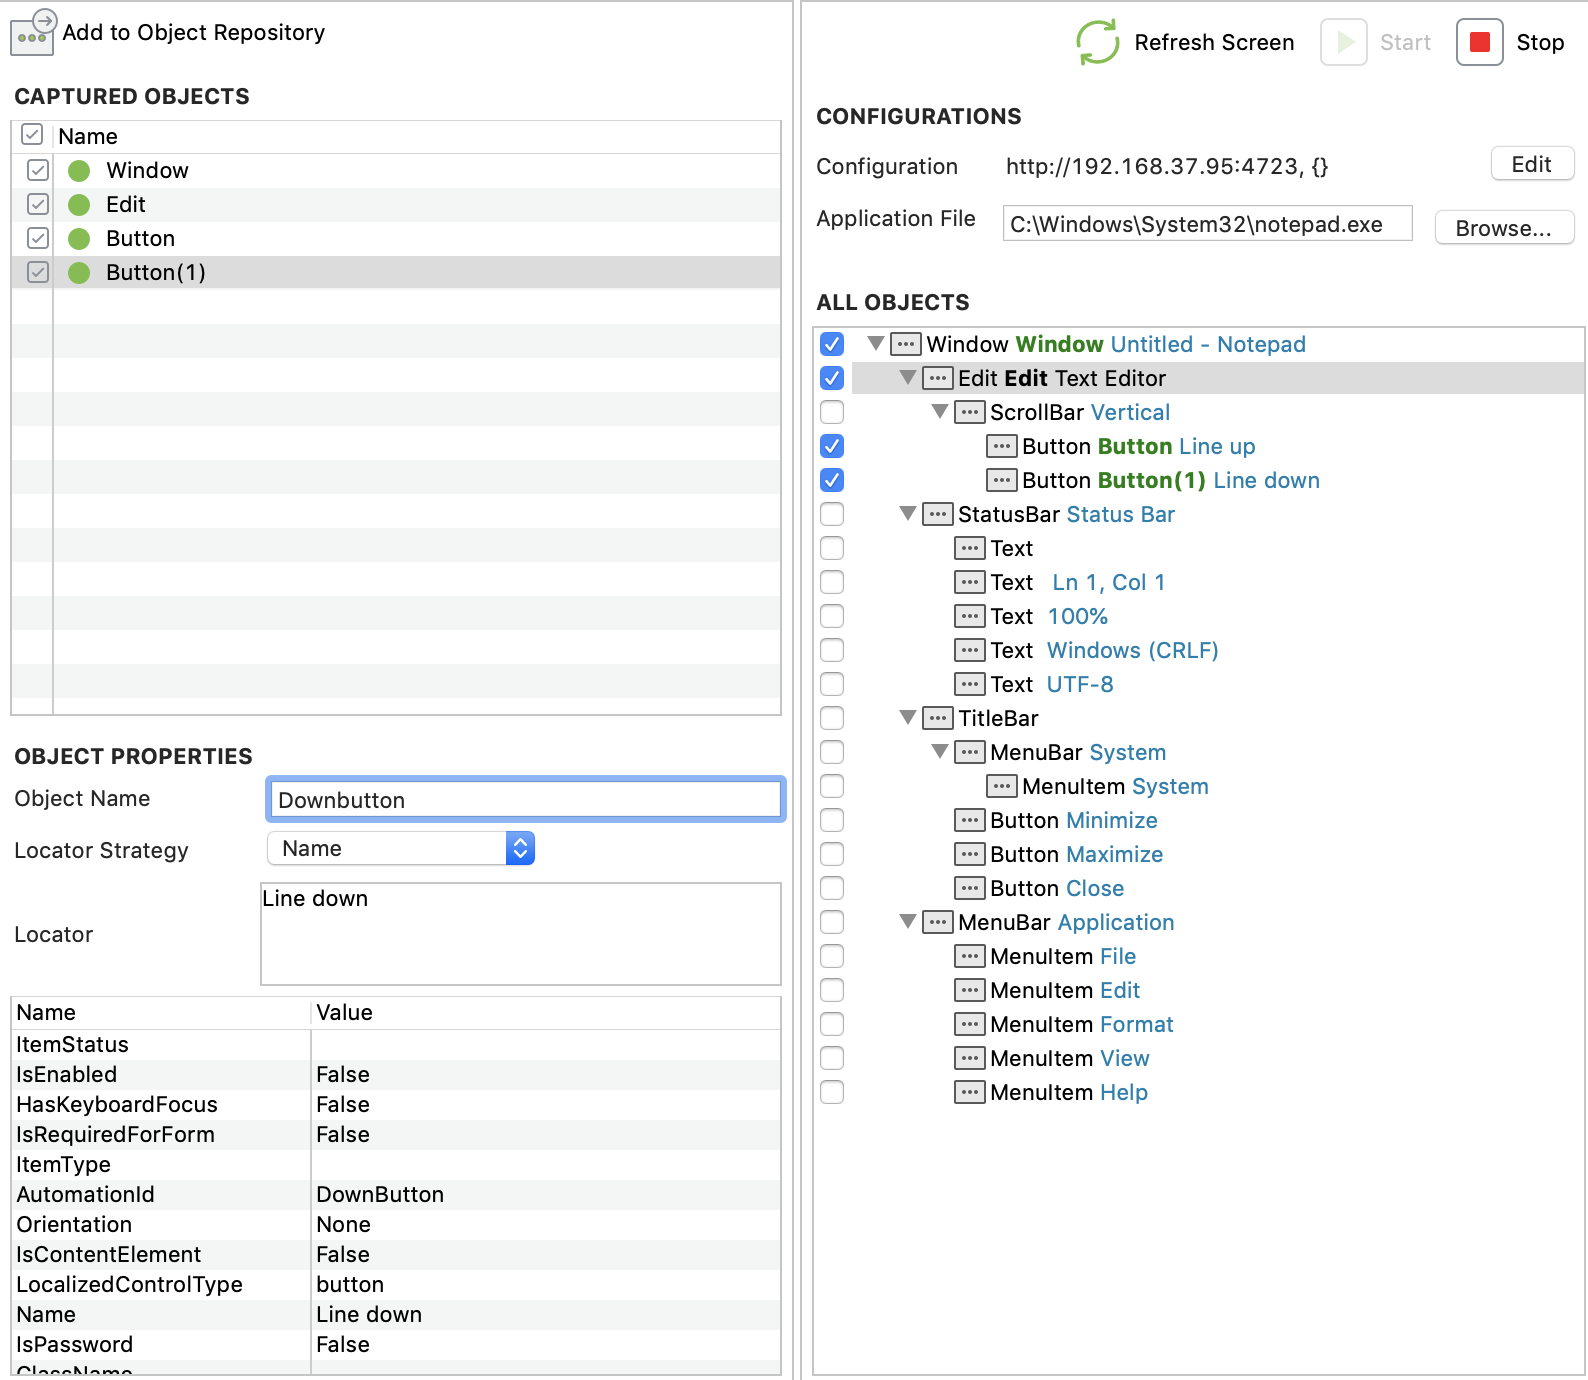 Add to Object Repository
CAPTURED OBJECTS
Name
Window
Edit
Button
Button(1)
OBJECT PROPERTIES
Object Name Downbutton
Locator Strategy Name
Locator Line down
Name Value
ItemStatus
IsEnabled False
HasKeyboardFocus False
IsRequiredForForm False
ItemType
AutomationId DownButton
Orientation None
IsContentElement False
LocalizedControlType button
Name Line down
IsPassword False
ClassName
Refresh Screen Start Stop
CONFIGURATIONS
Configuration http://192.168.37.95:4723, {} Edit
Application File C:\Windows\System32\notepad.exe Browse...
ALL OBJECTS
Window Window Untitled - Notepad
Edit Edit Text Editor
ScrollBar Vertical
Button Button Line up
Button Button(1) Line down
StatusBar Status Bar
Text
Text Ln 1, Col 1
Text 100%
Text Windows (CRLF)
Text UTF-8
TitleBar
MenuBar System
MenuItem System
Button Minimize
Button Maximize
Button Close
MenuBar Application
MenuItem File
MenuItem Edit
MenuItem Format
MenuItem View
MenuItem Help